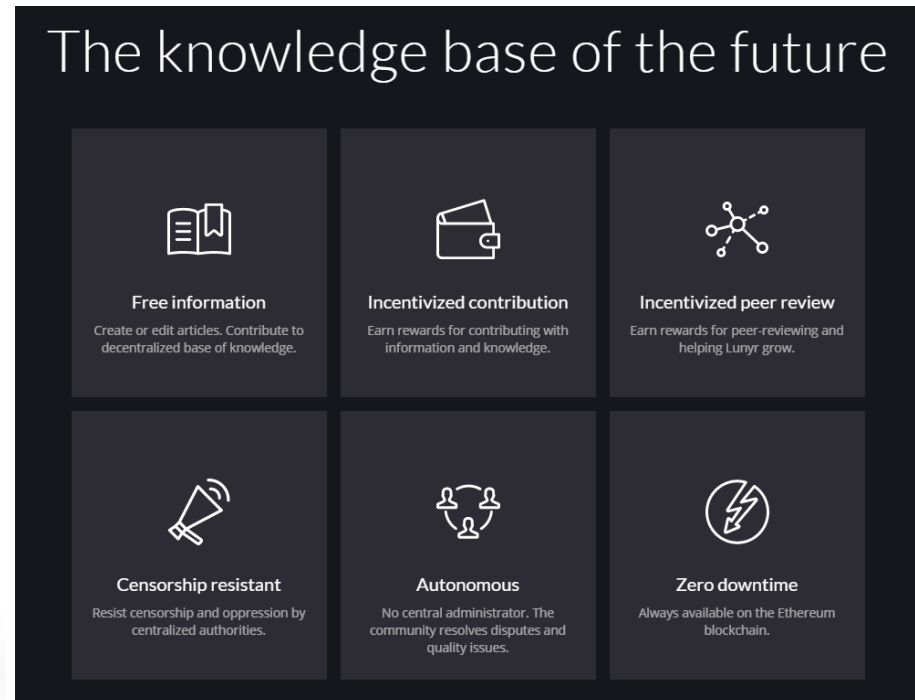 The knowledge base of the future
Free information
Create or edit articles. Contribute to
decentralized base of knowledge.
Incentivized contribution
Earn rewards for contributing with
information and knowledge.
Incentivized peer review
Earn rewards for peer-reviewing and
helping Lunyr grow.
Censorship resistant
Resist censorship and oppression by
centralized authorities.
Autonomous
No central administrator. The
community resolves disputes and
quality issues.
Zero downtime
Always available on the Ethereum
blockchain.